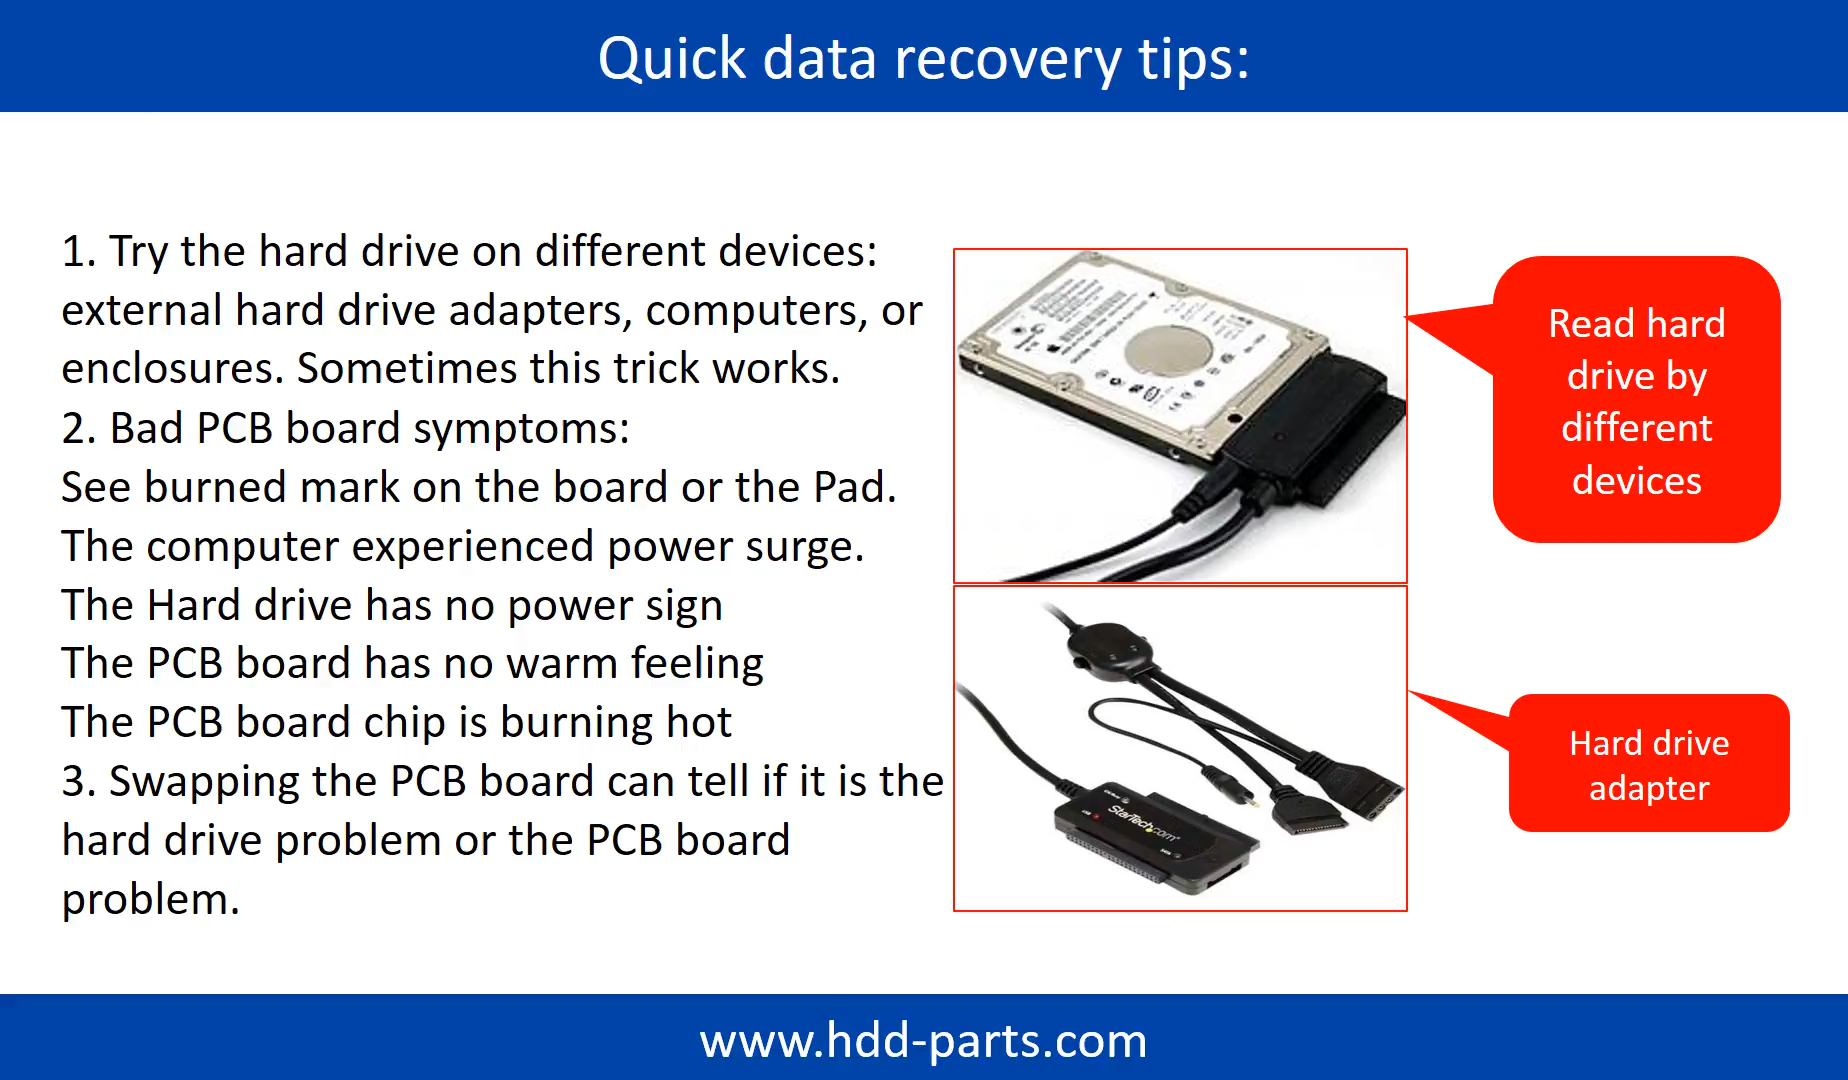 Quick data recovery tips:
1. Try the hard drive on different devices:
external hard drive adapters, computers, or
enclosures. Sometimes this trick works.
2. Bad PCB board symptoms:
See burned mark on the board or the Pad.
The computer experienced power surge.
The Hard drive has no power sign
The PCB board has no warm feeling
The PCB board chip is burning hot
3. Swapping the PCB board can tell if it is the
hard drive problem or the PCB board
problem.
Read hard
drive by
different
devices
StarTech.com
Hard drive
adapter
www.hdd-parts.com